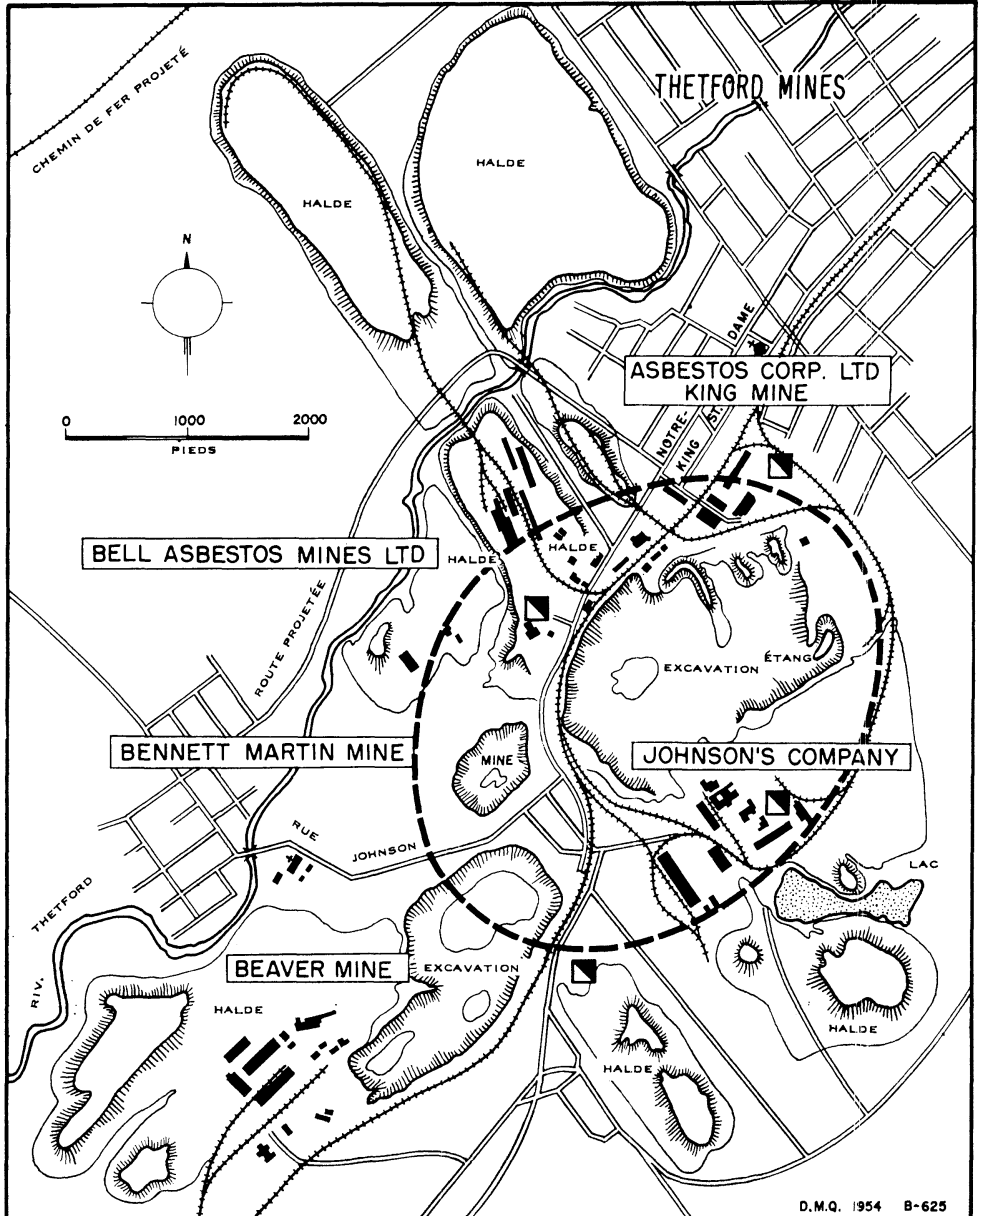 CHEMIN DE FER PROJETÉ
THETFORD MINES
HALDE
HALDE
N
NOTRE-DAME
KING ST.
ASBESTOS CORP. LTD
KING MINE
0 1000 2000
PIEDS
BELL ASBESTOS MINES LTD
HALDE
HALDE
ROUTE PROJETÉE
EXCAVATION
ÉTANG
BENNETT MARTIN MINE
MINE
JOHNSON'S COMPANY
RUE JOHNSON
LAC
RIV. THETFORD
BEAVER MINE
EXCAVATION
HALDE
HALDE
HALDE
D.M.Q. 1954 B-625